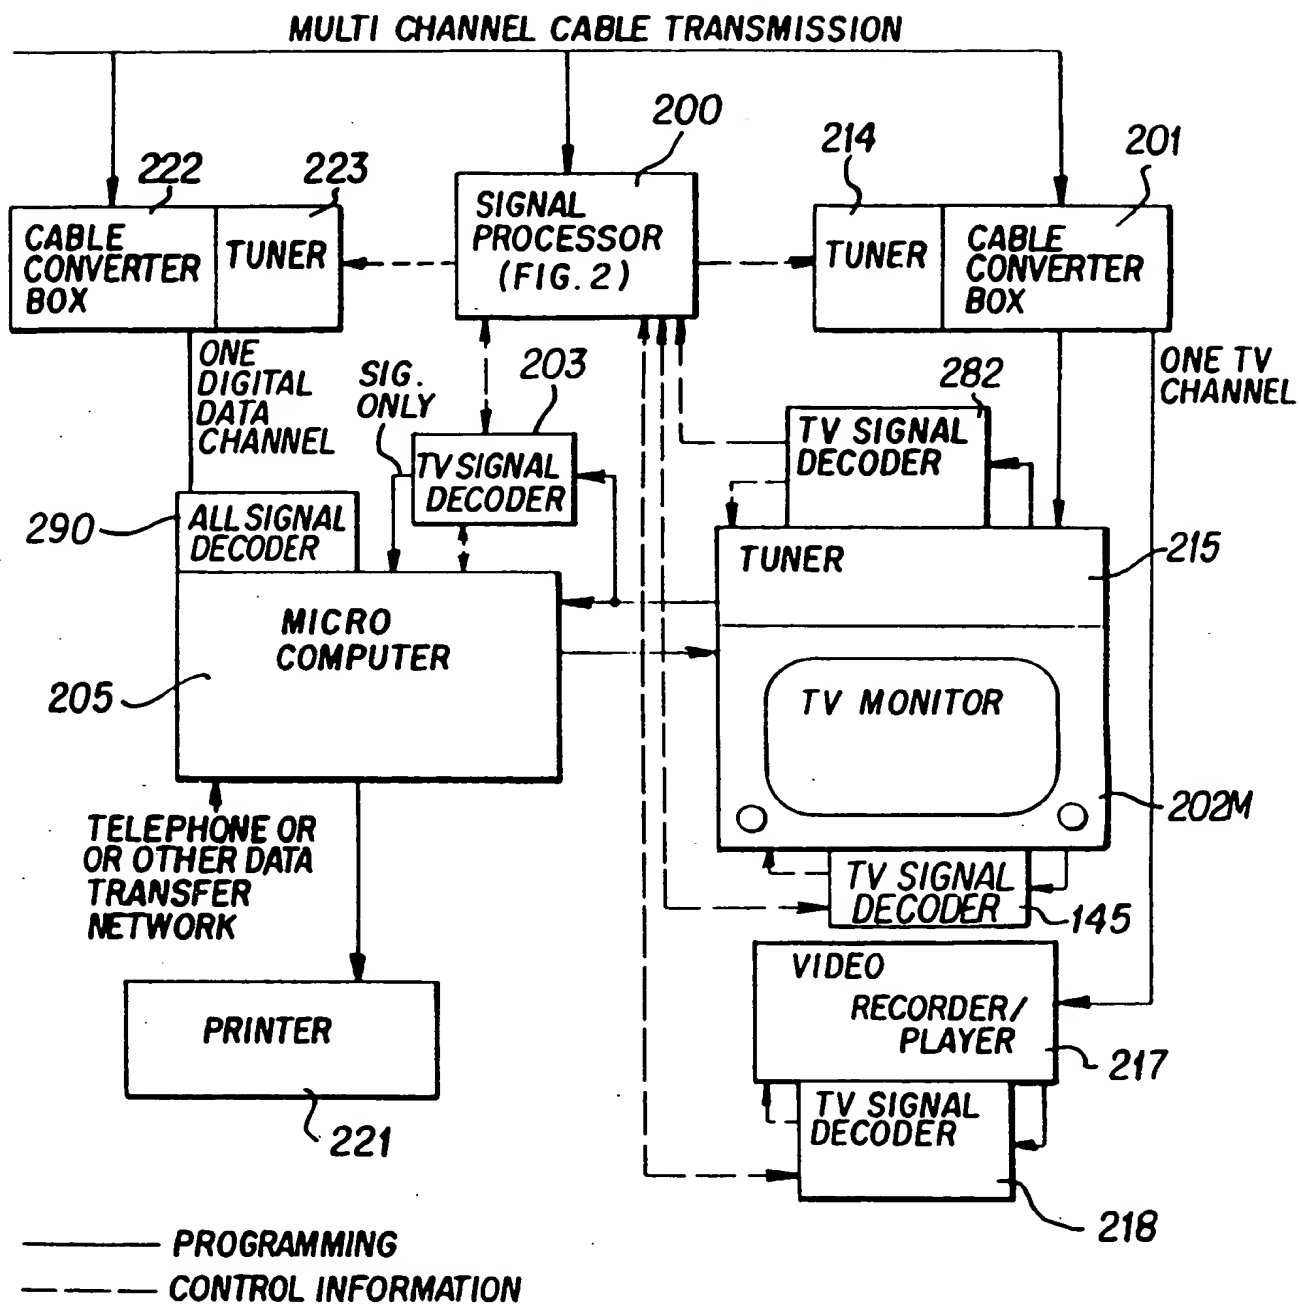 MULTI CHANNEL CABLE TRANSMISSION
200
214
201
222
223
SIGNAL
PROCESSOR
(FIG. 2)
CABLE
CONVERTER
BOX
TUNER
TUNER
CABLE
CONVERTER
BOX
ONE
DIGITAL
DATA
CHANNEL
SIG.
ONLY
203
282
ONE TV
CHANNEL
TV SIGNAL
DECODER
TV SIGNAL
DECODER
290
ALL SIGNAL
DECODER
TUNER
215
MICRO
COMPUTER
205
TV MONITOR
202M
TELEPHONE OR
OR OTHER DATA
TRANSFER
NETWORK
TV SIGNAL
DECODER
145
VIDEO
RECORDER/
PLAYER
217
PRINTER
221
TV SIGNAL
DECODER
218
PROGRAMMING
CONTROL INFORMATION